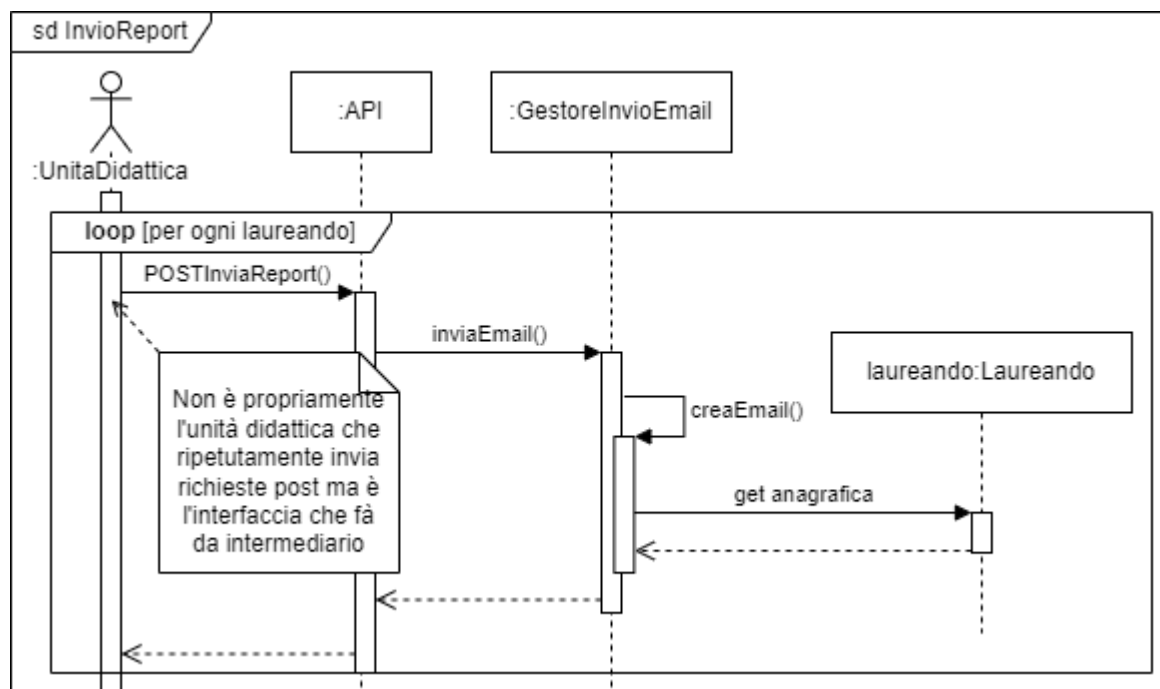 sd InvioReport
:API
:GestoreInvioEmail
:UnitaDidattica
loop [per ogni laureando]
POSTInviaReport()
inviaEmail()
laureando:Laureando
Non è propriamente
l'unità didattica che
ripetutamente invia
richieste post ma è
l'interfaccia che fà
da intermediario
creaEmail()
get anagrafica